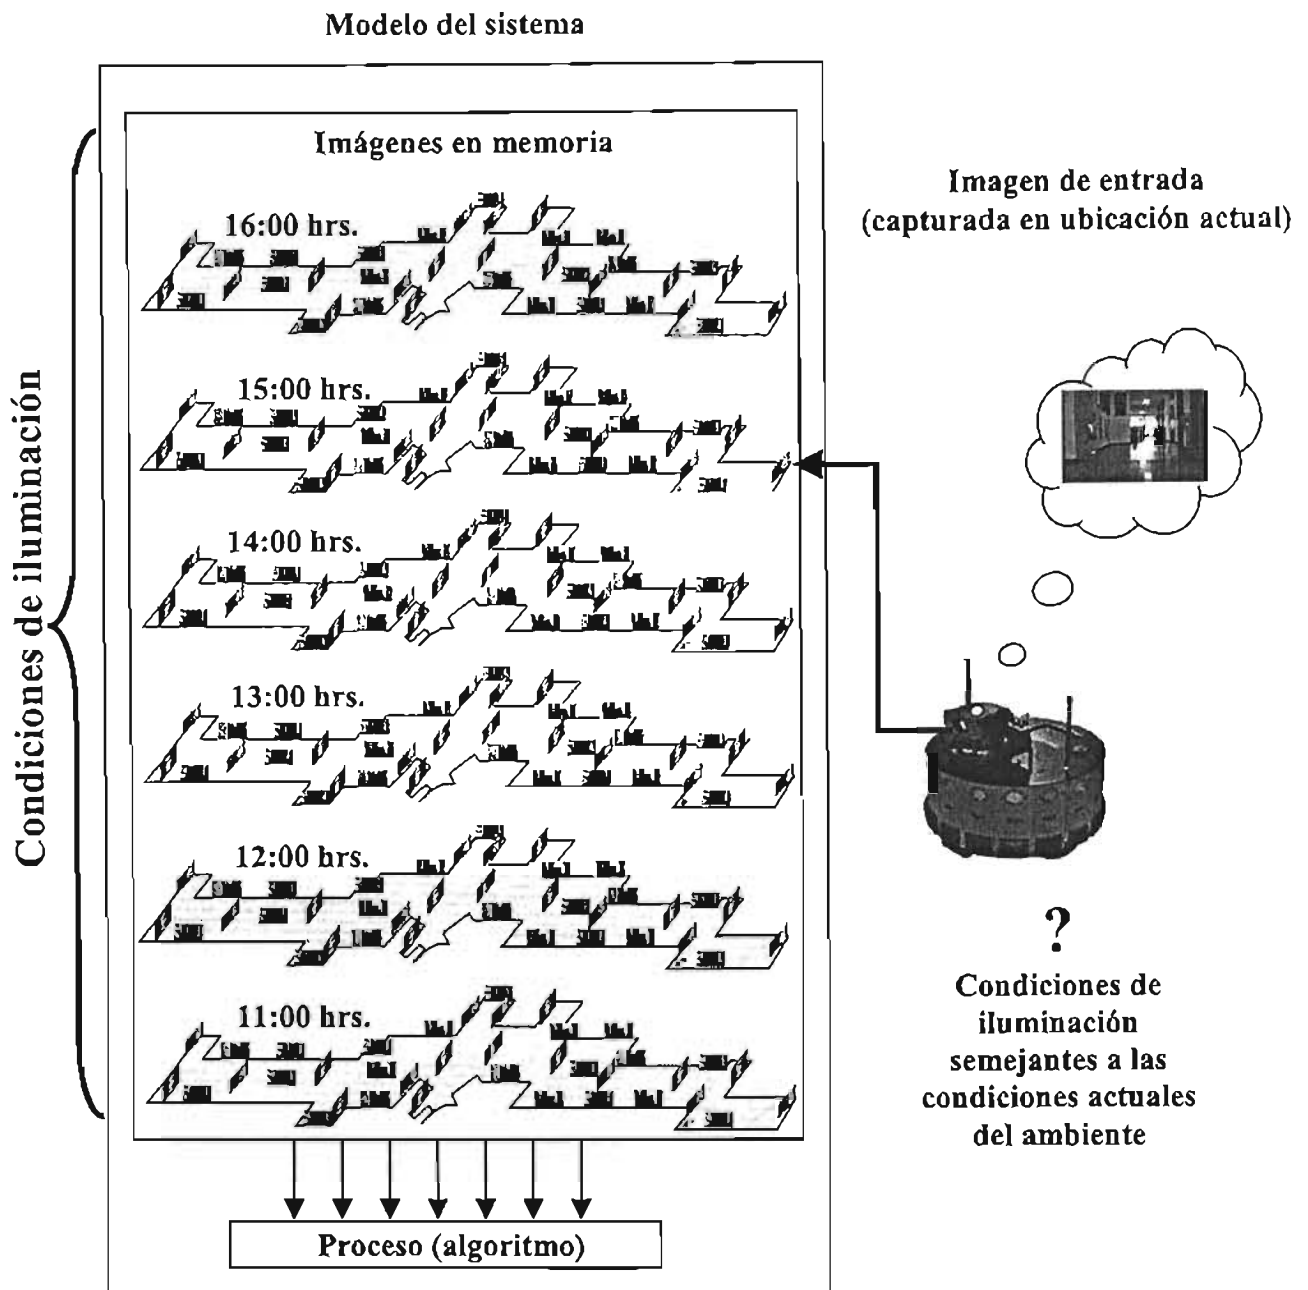 Modelo del sistema
Imágenes en memoria
16:00 hrs.
15:00 hrs.
14:00 hrs.
13:00 hrs.
12:00 hrs.
11:00 hrs.
Condiciones de iluminación
Proceso (algoritmo)
Imagen de entrada
(capturada en ubicación actual)
?
Condiciones de
iluminación
semejantes a las
condiciones actuales
del ambiente